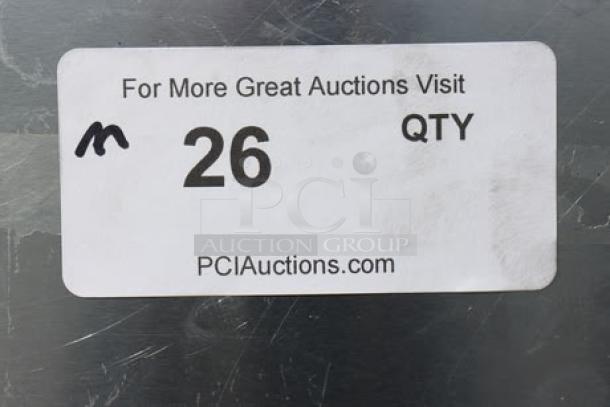 For More Great Auctions Visit
m 26 QTY
PCI
AUCTION GROUP
PCIAuctions.com